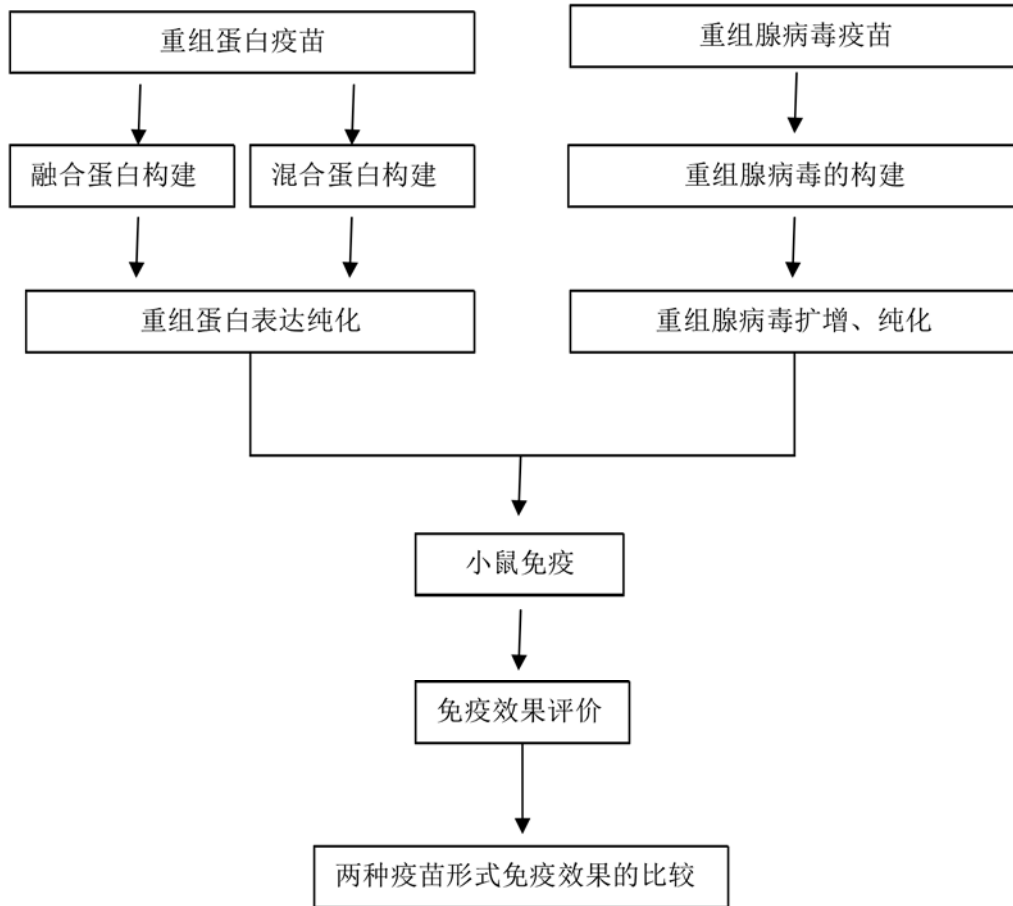 重组蛋白疫苗
重组腺病毒疫苗
融合蛋白构建
混合蛋白构建
重组腺病毒的构建
重组蛋白表达纯化
重组腺病毒扩增、纯化
小鼠免疫
免疫效果评价
两种疫苗形式免疫效果的比较